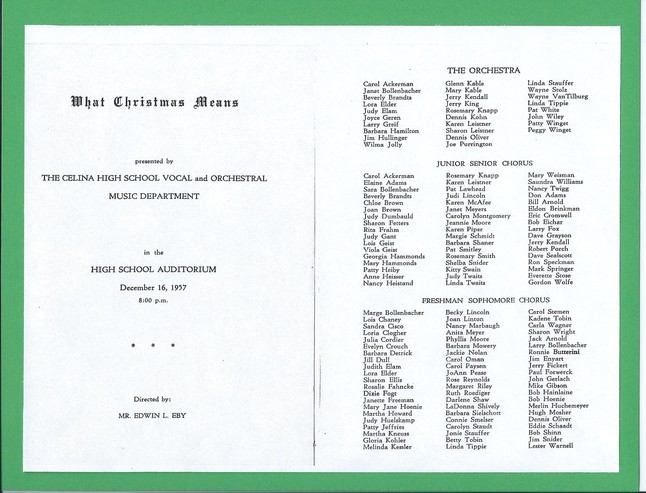 What Christmas Means
presented by
THE CELINA HIGH SCHOOL VOCAL and ORCHESTRAL
MUSIC DEPARTMENT
in the
HIGH SCHOOL AUDITORIUM
December 16, 1957
8:00 p.m.
* * *
Directed by:
MR. EDWIN L. EBY
THE ORCHESTRA
Carol Ackerman
Janet Bollenbacher
Beverly Brandts
Lora Elder
Judy Elam
Joyce Geren
Larry Greif
Barbara Hamilton
Jim Hullinger
Wilma Jolly
Glenn Kable
Mary Kable
Jerry Kendall
Jerry King
Rosemary Knapp
Dennis Kohn
Karen Leistner
Sharon Leistner
Dennis Oliver
Joe Purrington
Linda Stauffer
Wayne Stolz
Wayne VanTilburg
Linda Tippie
Pat White
John Wiley
Patty Winget
Peggy Winget
JUNIOR SENIOR CHORUS
Carol Ackerman
Elaine Adams
Sara Bollenbacher
Beverly Brandts
Chloe Brown
Joan Brown
Judy Dumbauld
Sharon Fetters
Rita Frahm
Judy Gant
Lois Geist
Viola Geist
Georgia Hammonds
Mary Hammonds
Patty Heiby
Anne Heisser
Nancy Heistand
Rosemary Knapp
Karen Leistner
Pat Lawhead
Judi Lincoln
Karen McAfee
Janet Meyers
Carolyn Montgomery
Jeannie Moore
Karen Piper
Margie Schmidt
Barbara Shaner
Pat Smitley
Rosemary Smith
Shelba Snider
Kitty Swain
Judy Twaits
Linda Twaits
Mary Weisman
Saundra Williams
Nancy Twigg
Don Adams
Bill Arnold
Eldon Brinkman
Eric Cromwell
Bob Eichar
Larry Fox
Dave Grayson
Jerry Kendall
Robert Porch
Dave Sealscott
Ron Speckman
Mark Springer
Everette Stose
Gordon Wolfe
FRESHMAN SOPHOMORE CHORUS
Marge Bollenbacher
Lois Chaney
Sandra Cisco
Loria Clogher
Julia Cordier
Evelyn Crouch
Barbara Detrick
Jill Dull
Judith Elam
Lora Elder
Sharon Ellis
Rosalia Fahncke
Dixie Fogt
Janette Freeman
Mary Jane Hoenie
Martha Howard
Judy Huelskamp
Patty Jeffries
Martha Kneuss
Gloria Kohler
Melinda Kessler
Becky Lincoln
Joan Linton
Nancy Marbaugh
Anita Meyer
Phyllis Moore
Barbara Mowery
Jackie Nolan
Carol Oman
Carol Paysen
JoAnn Pease
Rose Reynolds
Margaret Riley
Ruth Roediger
Darlene Shaw
LaDonna Shively
Barbara Sielschott
Connie Smelser
Carolyn Staudt
Jonie Stauffer
Betty Tobin
Linda Tippie
Carol Stemen
Kadene Tobin
Carla Wagner
Sharon Wright
Jack Arnold
Larry Bollenbacher
Ronnie Butterini
Jim Enyart
Jerry Fickert
Paul Foewerck
John Gerlach
Mike Gibson
Bob Hainlaine
Bob Hoenie
Merlin Huchemeyer
Hugh Mosher
Dennis Oliver
Eddie Schaadt
Bob Shinn
Jim Snider
Lester Warnell